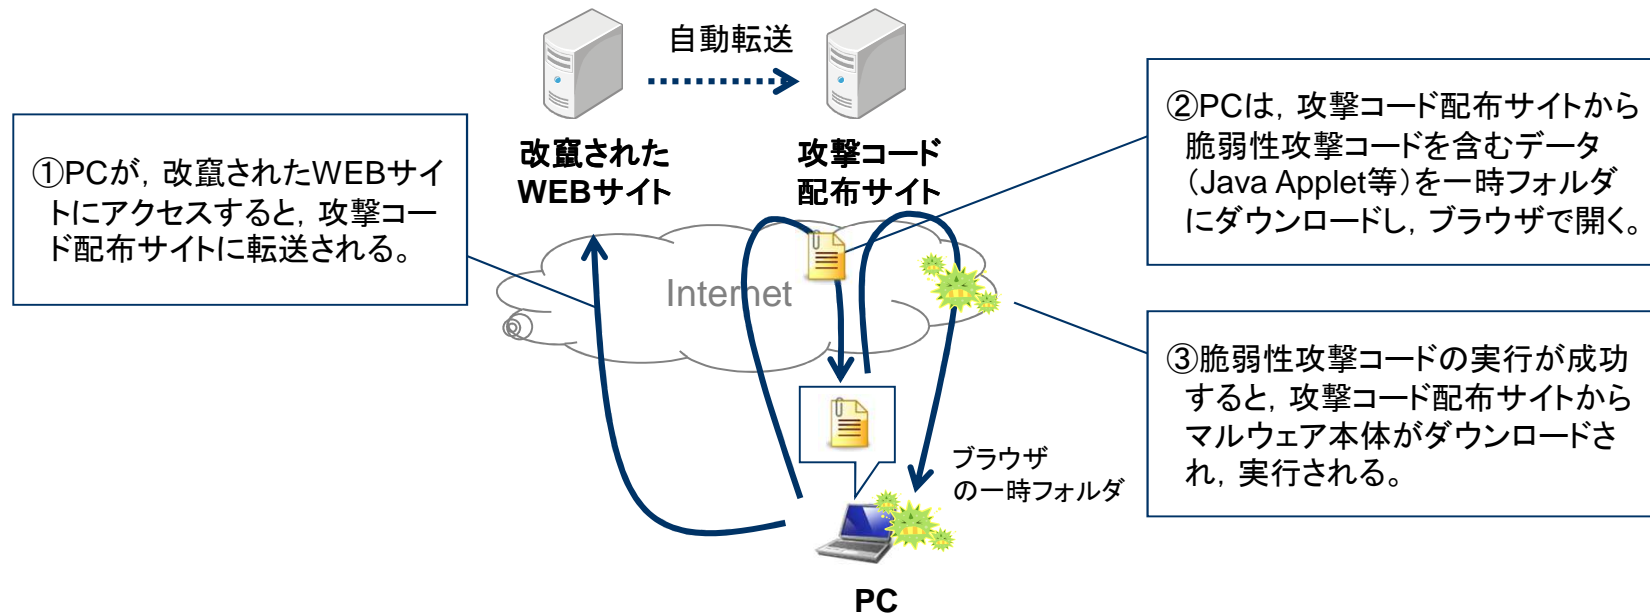 自動転送
改竄された
WEBサイト
攻撃コード
配布サイト
①PCが，改竄されたWEBサイ
トにアクセスすると，攻撃コー
ド配布サイトに転送される。
②PCは，攻撃コード配布サイトから
脆弱性攻撃コードを含むデータ
（Java Applet等）を一時フォルダ
にダウンロードし，ブラウザで開く。
Internet
③脆弱性攻撃コードの実行が成功
すると，攻撃コード配布サイトから
マルウェア本体がダウンロードさ
れ，実行される。
ブラウザ
の一時フォルダ
PC